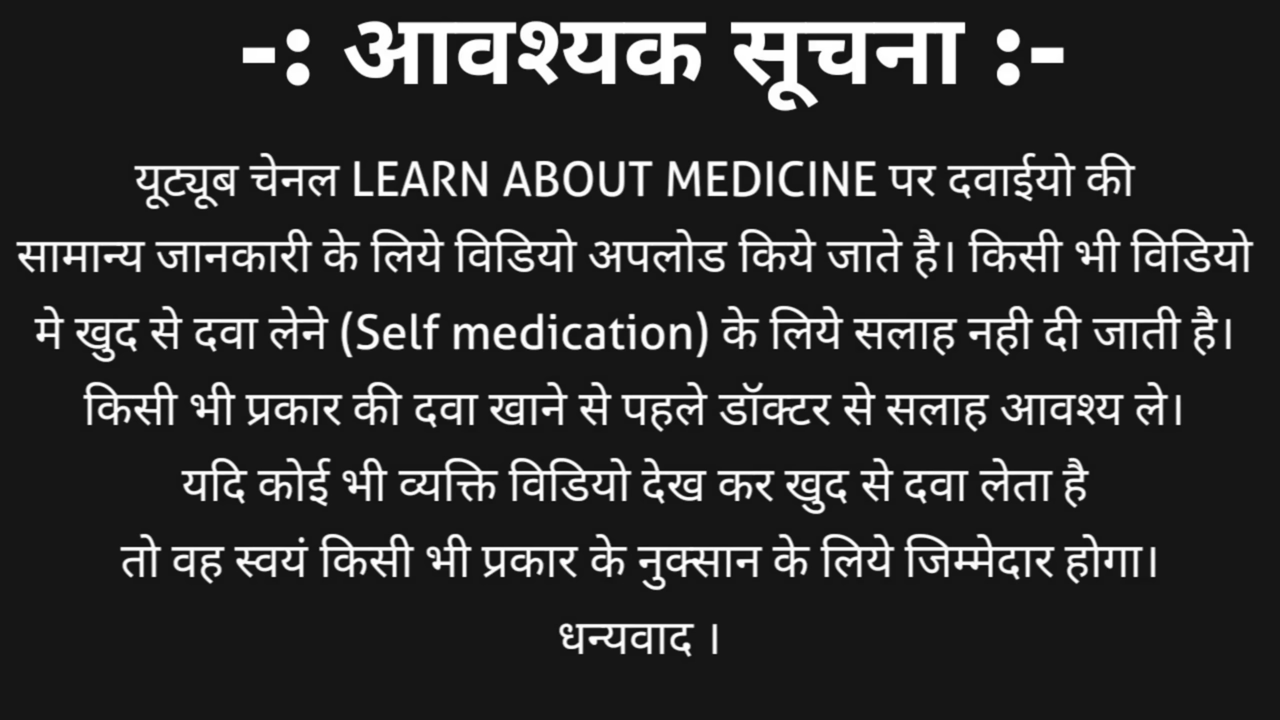 -: आवश्यक सूचना :-
यूट्यूब चेनल LEARN ABOUT MEDICINE पर दवाईयो की
सामान्य जानकारी के लिये विडियो अपलोड किये जाते है। किसी भी विडियो
मे खुद से दवा लेने (Self medication) के लिये सलाह नही दी जाती है।
किसी भी प्रकार की दवा खाने से पहले डॉक्टर से सलाह आवश्य ले।
यदि कोई भी व्यक्ति विडियो देख कर खुद से दवा लेता है
तो वह स्वयं किसी भी प्रकार के नुक्सान के लिये जिम्मेदार होगा।
धन्यवाद ।